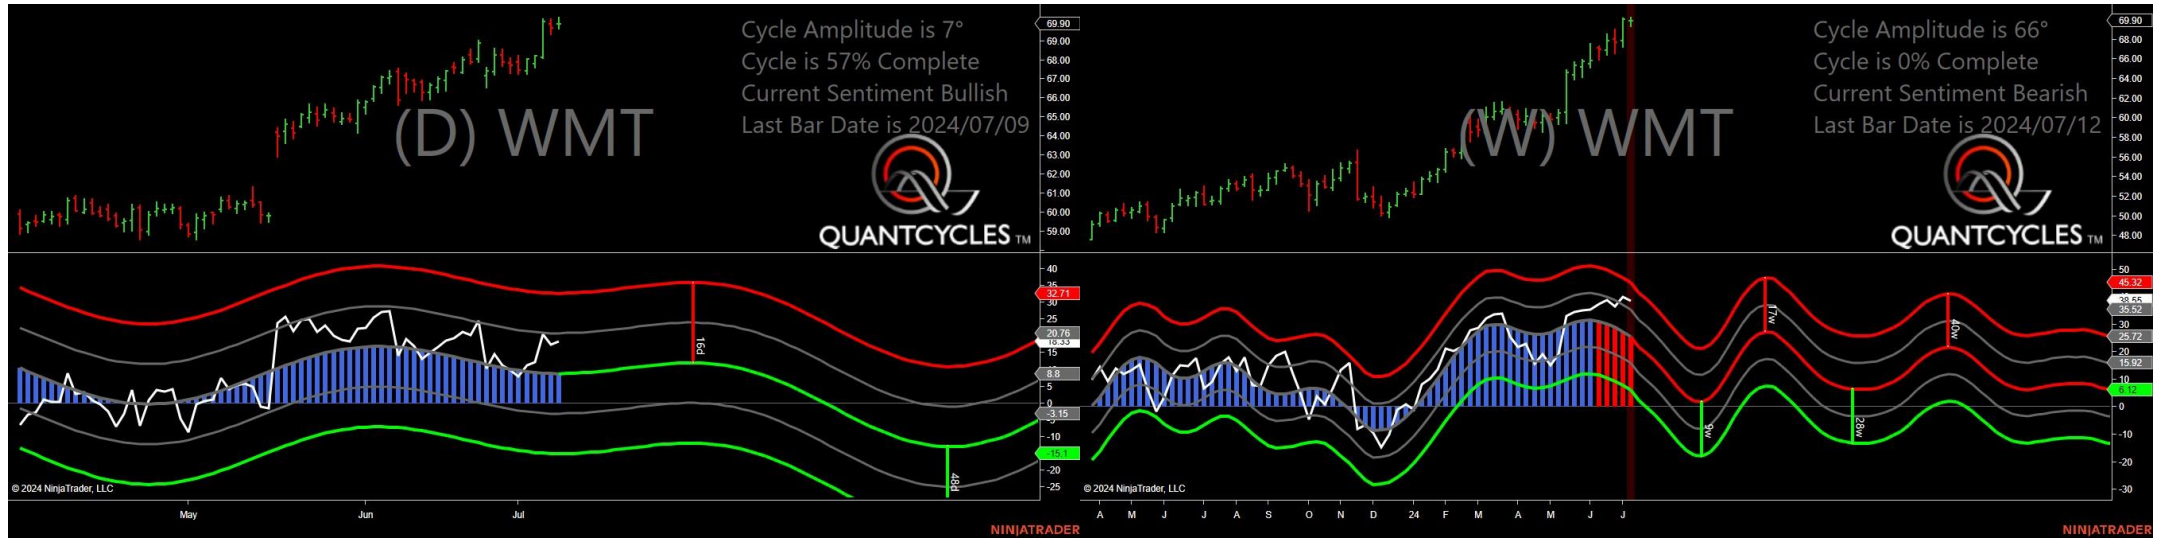 Cycle Amplitude is 7°
Cycle is 57% Complete
Current Sentiment Bullish
Last Bar Date is 2024/07/09
(D) WMT
QUANTCYCLES TM
69.90
69.00
68.00
67.00
66.00
65.00
64.00
63.00
62.00
61.00
60.00
59.00
40
32.71
30
25
20.76
18.33
15
8.8
5
0
-3.15
-5
-10
-15.1
-20
-25
16d
48d
© 2024 NinjaTrader, LLC
May Jun Jul
NINJATRADER
Cycle Amplitude is 66°
Cycle is 0% Complete
Current Sentiment Bearish
Last Bar Date is 2024/07/12
(W) WMT
QUANTCYCLES TM
69.90
68.00
66.00
64.00
62.00
60.00
58.00
56.00
54.00
52.00
50.00
48.00
50
45.32
38.55
35.52
30
25.72
20
15.92
10
6.12
0
-10
-20
-30
9w
17w
28w
40w
© 2024 NinjaTrader, LLC
A M J J A S O N D 24 F M A M J J
NINJATRADER